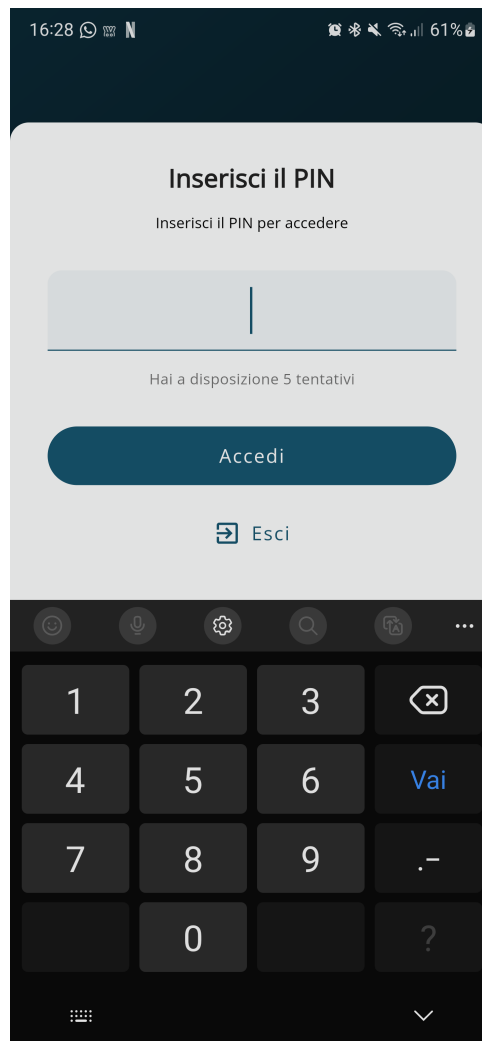 16:28 61%
Inserisci il PIN
Inserisci il PIN per accedere
Hai a disposizione 5 tentativi
Accedi
Esci
1 2 3
4 5 6 Vai
7 8 9 .-
0 ?